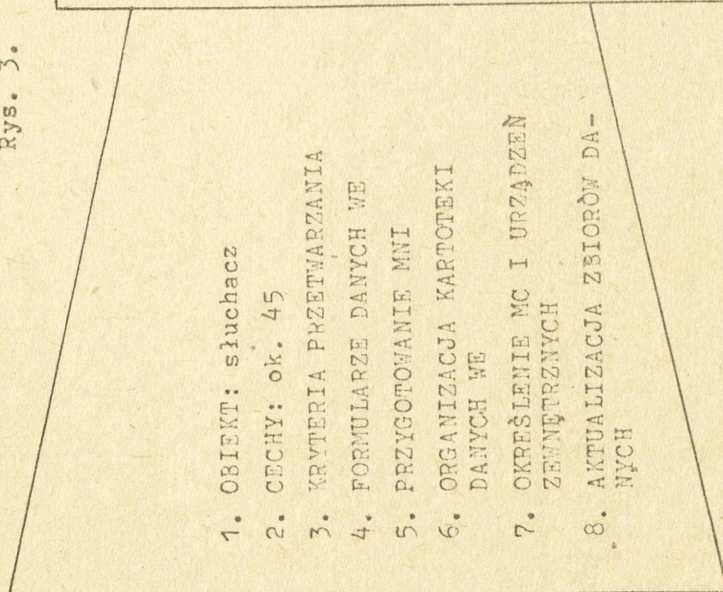 Rys. 3.
1. OBIEKT: słuchacz
2. CECHY: ok. 45
3. KRYTERIA PRZETWARZANIA
4. FORMULARZE DANYCH WE
5. PRZYGOTOWANIE MNI
6. ORGANIZACJA KARTOTEKI
DANYCH WE
7. OKREŚLENIE MC I URZĄDZEŃ
ZEWNĘTRZNYCH
8. AKTUALIZACJA ZBIORÓW DA-
NYCH